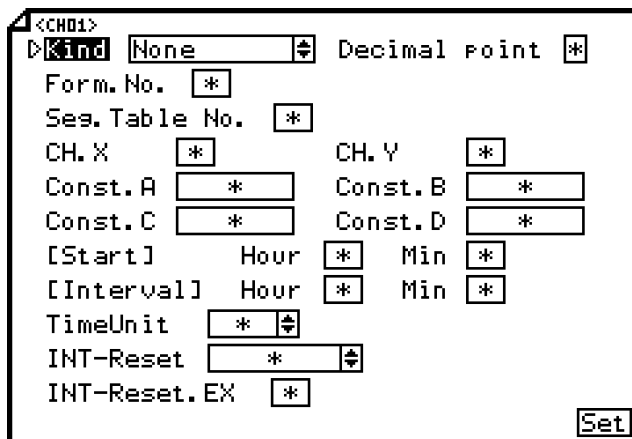 <CH01>
Kind None Decimal point *
Form.No. *
Seg.Table No. *
CH.X * CH.Y *
Const.A * Const.B *
Const.C * Const.D *
[Start] Hour * Min *
[Interval] Hour * Min *
TimeUnit *
INT-Reset *
INT-Reset.EX *
Set